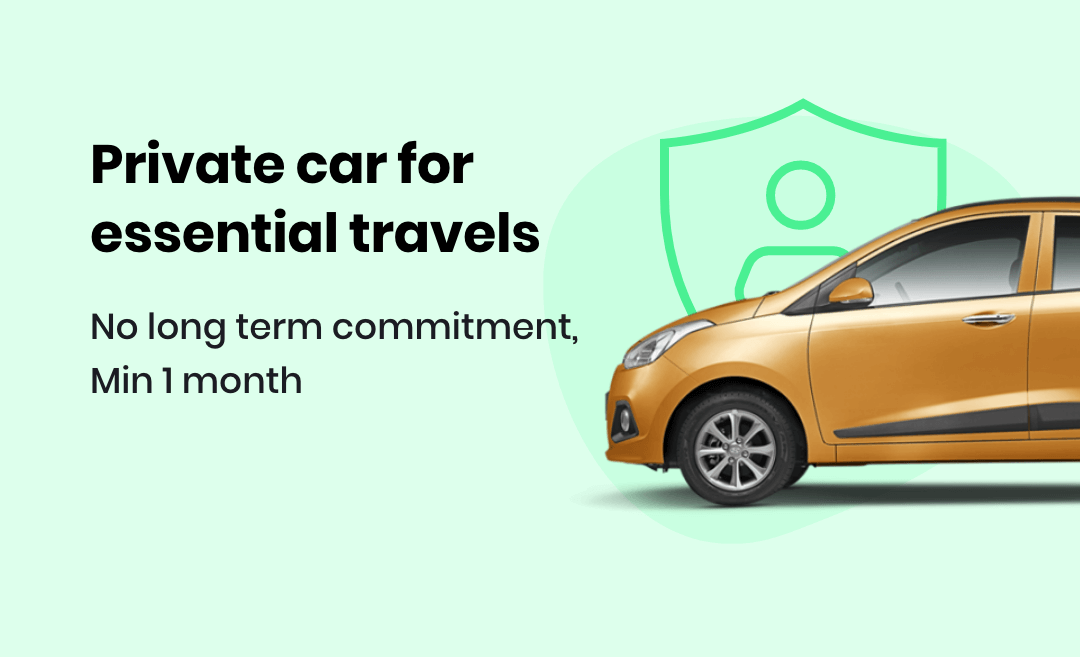 Private car for
essential travels
No long term commitment,
Min 1 month